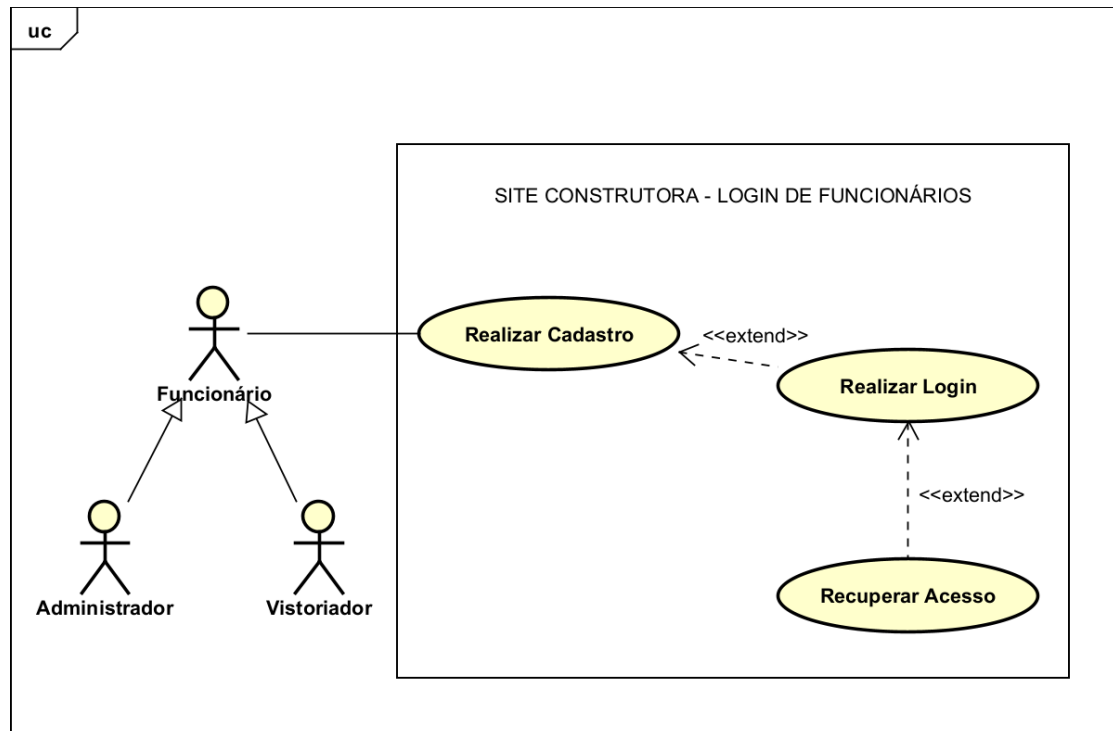 uc
SITE CONSTRUTORA - LOGIN DE FUNCIONÁRIOS
Realizar Cadastro
<<extend>>
Realizar Login
Funcionário
<<extend>>
Recuperar Acesso
Administrador
Vistoriador